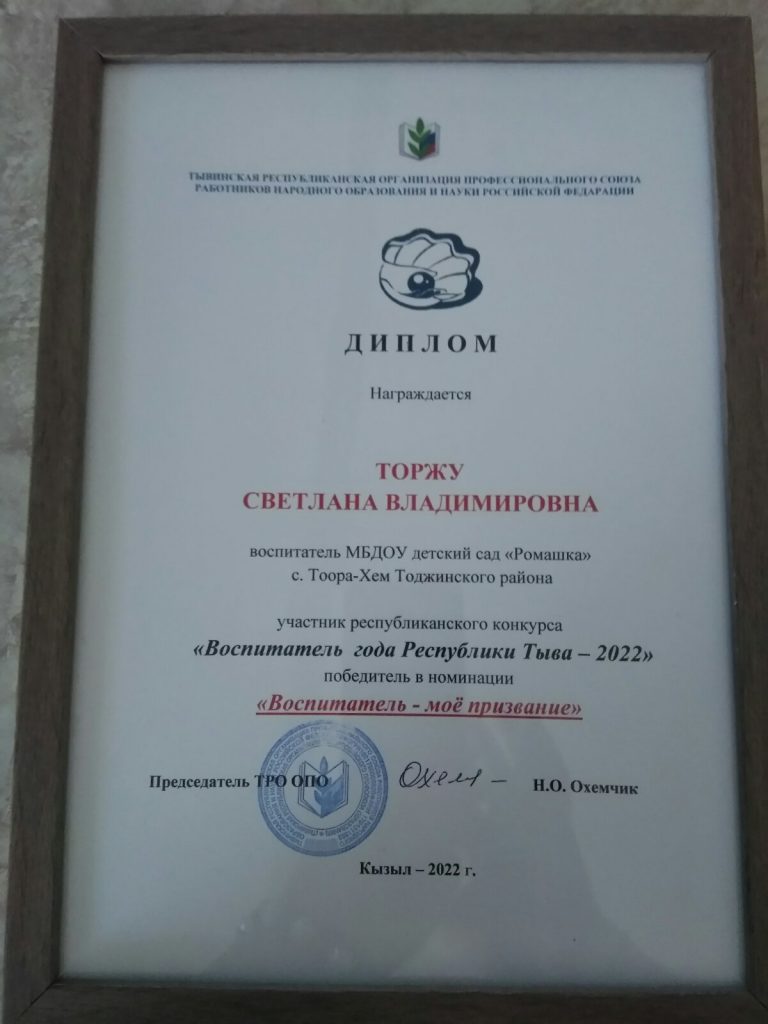 ТЫВИНСКАЯ РЕСПУБЛИКАНСКАЯ ОРГАНИЗАЦИЯ ПРОФЕССИОНАЛЬНОГО СОЮЗА
РАБОТНИКОВ НАРОДНОГО ОБРАЗОВАНИЯ И НАУКИ РОССИЙСКОЙ ФЕДАРАЦИИ
ДИПЛОМ
Награждается
ТОРЖУ
СВЕТЛАНА ВЛАДИМИРОВНА
воспитатель МБДОУ детский сад «Ромашка»
с. Тоора-Хем Тоджинского района
участник республиканского конкурса
«Воспитатель года Республики Тыва – 2022»
победитель в номинации
«Воспитатель - моё призвание»
Председатель ТРО ОПО Н.О. Охемчик
Кызыл – 2022 г.